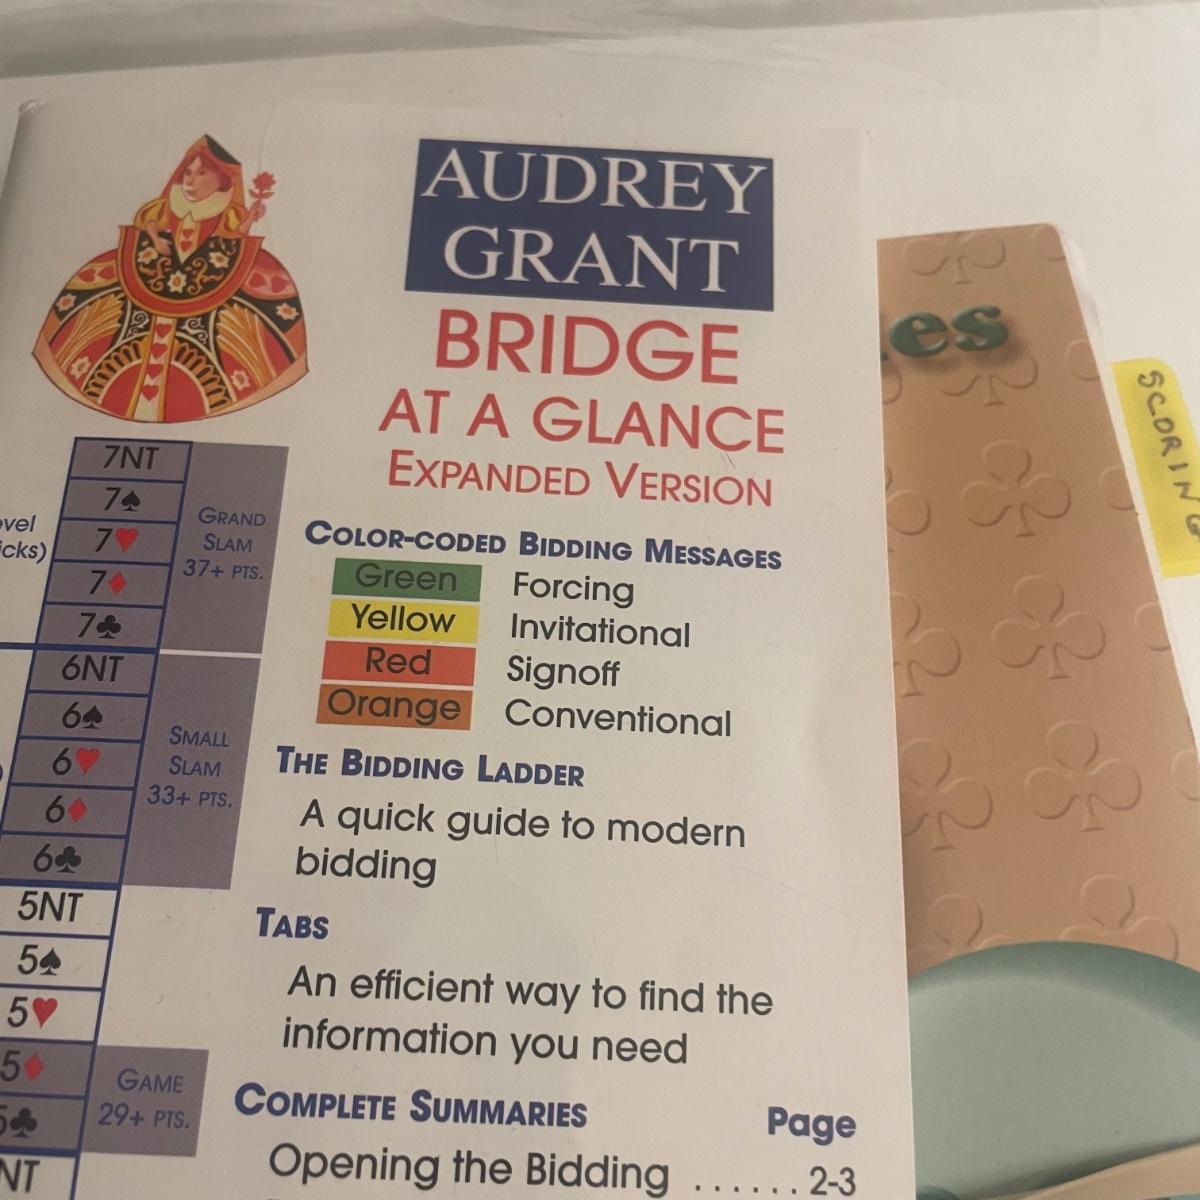 AUDREY
GRANT
BRIDGE
AT A GLANCE
EXPANDED VERSION
7NT
7♠
7♥
7♦
7♣
GRAND
SLAM
37+ PTS.
6NT
6♠
6♥
6♦
6♣
SMALL
SLAM
33+ PTS.
5NT
5♠
5♥
5♦
5♣
GAME
29+ PTS.
NT
COLOR-CODED BIDDING MESSAGES
Green Forcing
Yellow Invitational
Red Signoff
Orange Conventional
THE BIDDING LADDER
A quick guide to modern
bidding
TABS
An efficient way to find the
information you need
COMPLETE SUMMARIES Page
Opening the Bidding ...... 2-3
SCORING